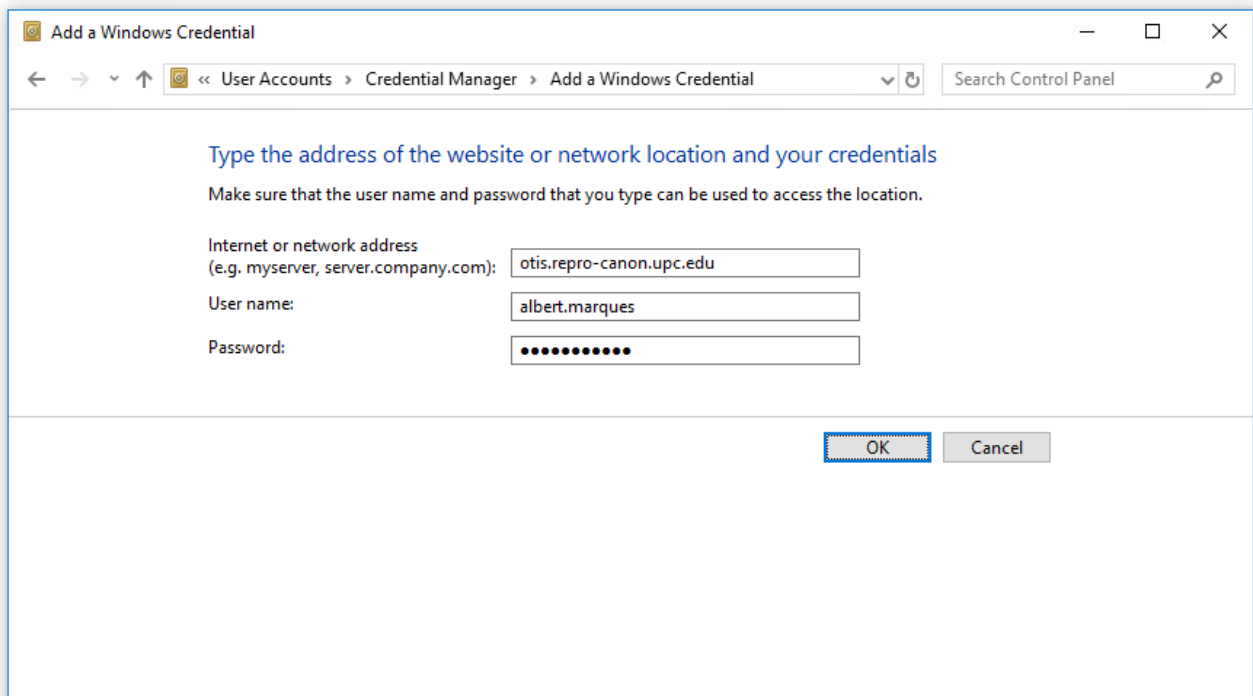 Add a Windows Credential
« User Accounts > Credential Manager > Add a Windows Credential
Search Control Panel
Type the address of the website or network location and your credentials
Make sure that the user name and password that you type can be used to access the location.
Internet or network address
(e.g. myserver, server.company.com):
otis.repro-canon.upc.edu
User name:
albert.marques
Password:
•••••••••••
OK
Cancel